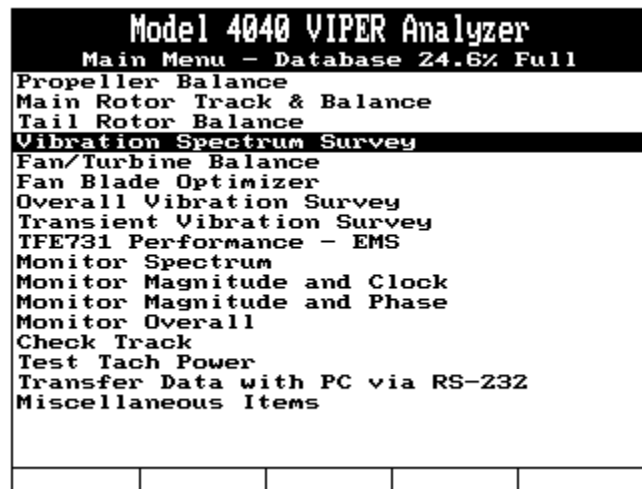 Model 4040 VIPER Analyzer
Main Menu - Database 24.6% Full
Propeller Balance
Main Rotor Track & Balance
Tail Rotor Balance
Vibration Spectrum Survey
Fan/Turbine Balance
Fan Blade Optimizer
Overall Vibration Survey
Transient Vibration Survey
TFE731 Performance - EMS
Monitor Spectrum
Monitor Magnitude and Clock
Monitor Magnitude and Phase
Monitor Overall
Check Track
Test Tach Power
Transfer Data with PC via RS-232
Miscellaneous Items